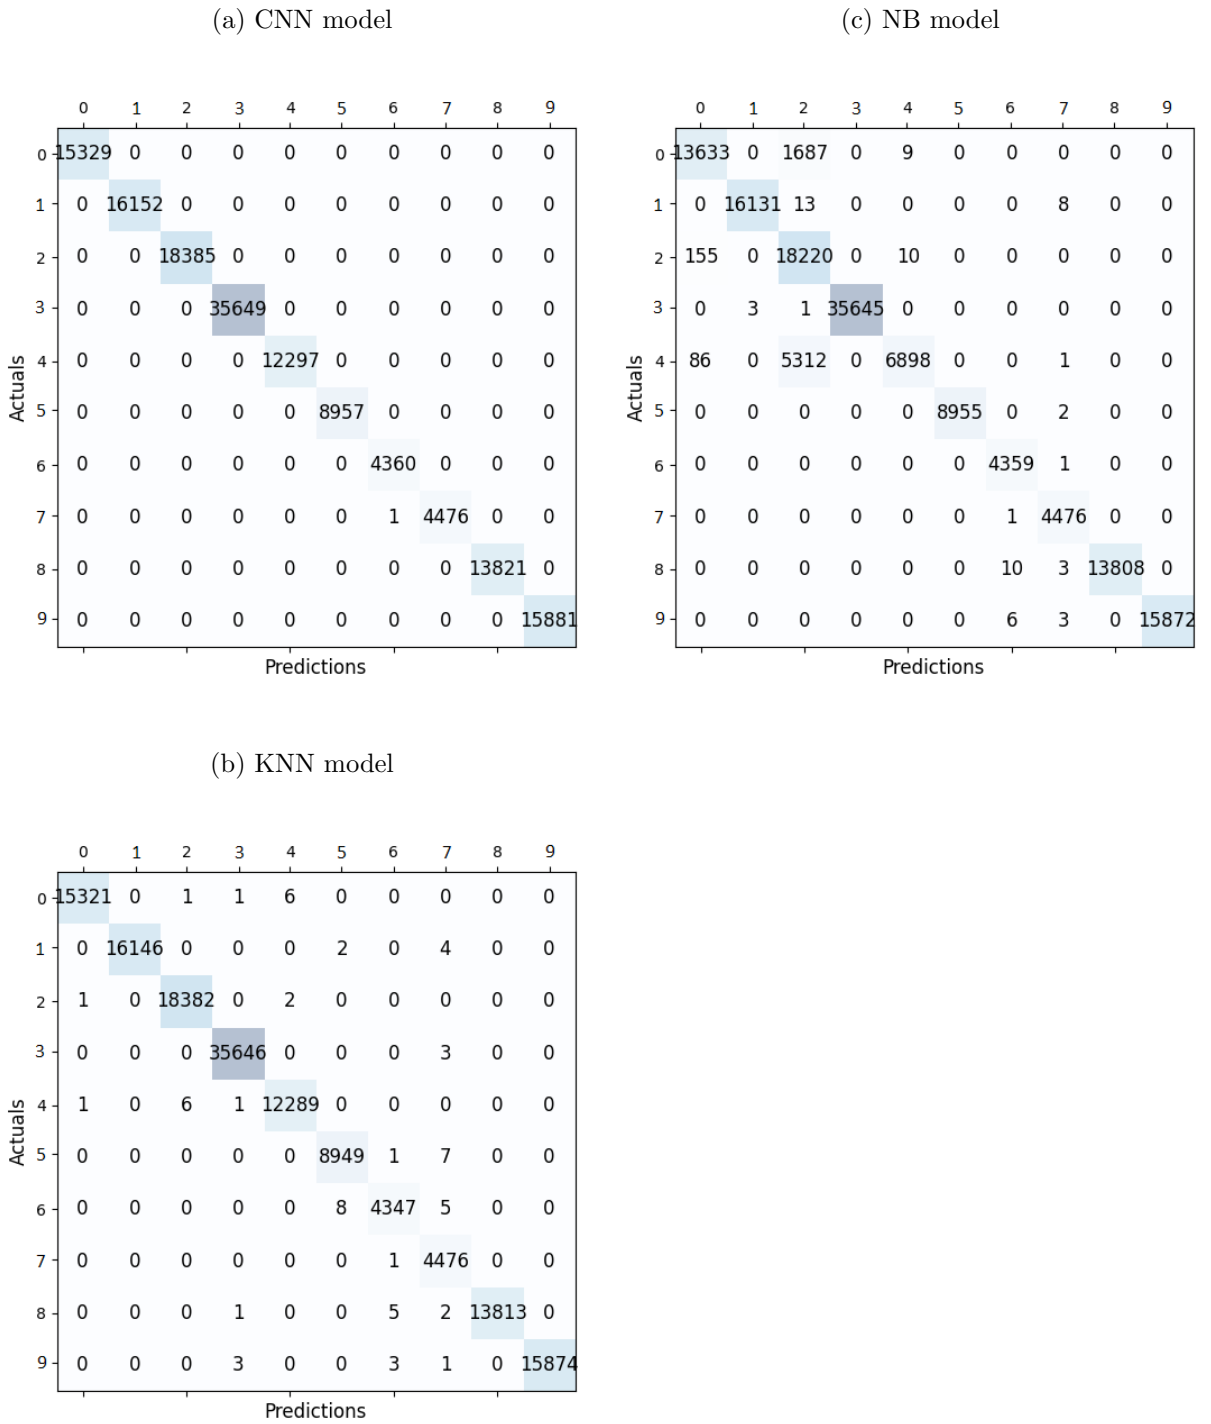 (a) CNN model
0 1 2 3 4 5 6 7 8 9
0 15329 0 0 0 0 0 0 0 0 0
1 0 16152 0 0 0 0 0 0 0 0
2 0 0 18385 0 0 0 0 0 0 0
3 0 0 0 35649 0 0 0 0 0 0
4 0 0 0 0 12297 0 0 0 0 0
5 0 0 0 0 0 8957 0 0 0 0
6 0 0 0 0 0 0 4360 0 0 0
7 0 0 0 0 0 0 1 4476 0 0
8 0 0 0 0 0 0 0 0 13821 0
9 0 0 0 0 0 0 0 0 0 15881
Actuals
Predictions
(c) NB model
0 1 2 3 4 5 6 7 8 9
0 13633 0 1687 0 9 0 0 0 0 0
1 0 16131 13 0 0 0 0 8 0 0
2 155 0 18220 0 10 0 0 0 0 0
3 0 3 1 35645 0 0 0 0 0 0
4 86 0 5312 0 6898 0 0 1 0 0
5 0 0 0 0 0 8955 0 2 0 0
6 0 0 0 0 0 0 4359 1 0 0
7 0 0 0 0 0 0 1 4476 0 0
8 0 0 0 0 0 0 10 3 13808 0
9 0 0 0 0 0 0 6 3 0 15872
Actuals
Predictions
(b) KNN model
0 1 2 3 4 5 6 7 8 9
0 15321 0 1 1 6 0 0 0 0 0
1 0 16146 0 0 0 2 0 4 0 0
2 1 0 18382 0 2 0 0 0 0 0
3 0 0 0 35646 0 0 0 3 0 0
4 1 0 6 1 12289 0 0 0 0 0
5 0 0 0 0 0 8949 1 7 0 0
6 0 0 0 0 0 8 4347 5 0 0
7 0 0 0 0 0 0 1 4476 0 0
8 0 0 0 1 0 0 5 2 13813 0
9 0 0 0 3 0 0 3 1 0 15874
Actuals
Predictions